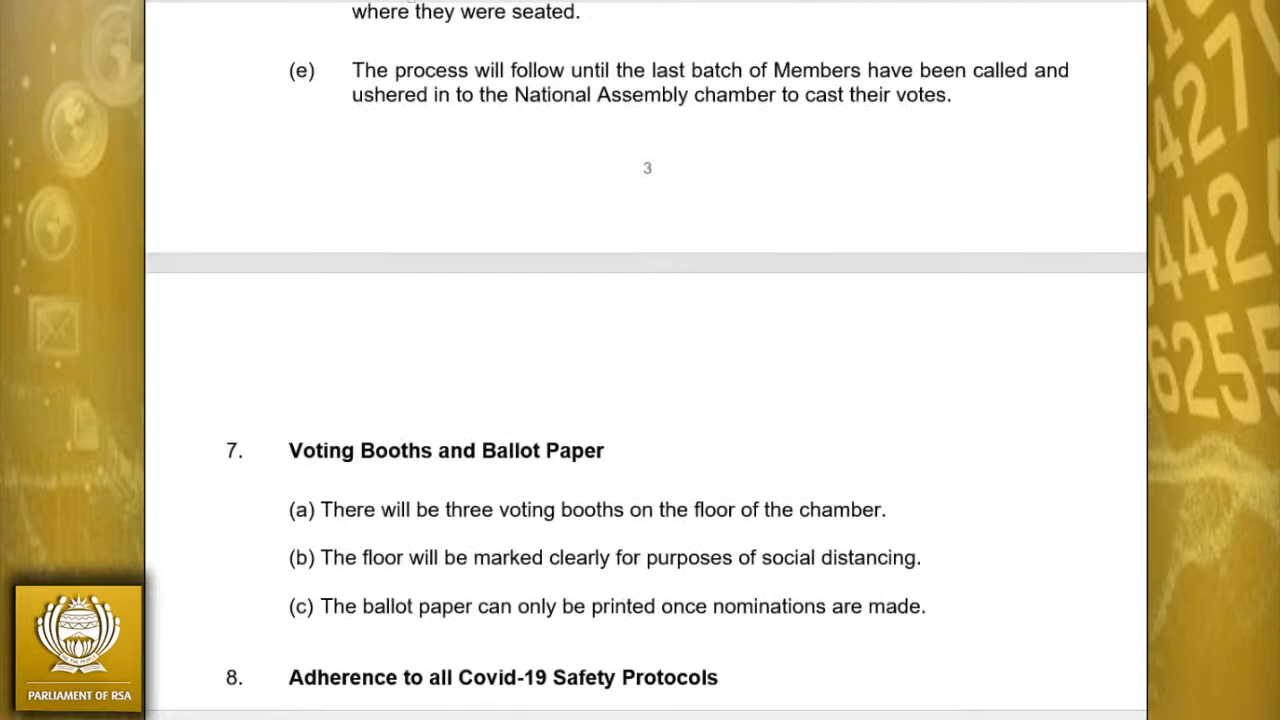 where they were seated.
(e) The process will follow until the last batch of Members have been called and
ushered in to the National Assembly chamber to cast their votes.
3
7. Voting Booths and Ballot Paper
(a) There will be three voting booths on the floor of the chamber.
(b) The floor will be marked clearly for purposes of social distancing.
(c) The ballot paper can only be printed once nominations are made.
8. Adherence to all Covid-19 Safety Protocols
PARLIAMENT OF RSA
427
442
6255